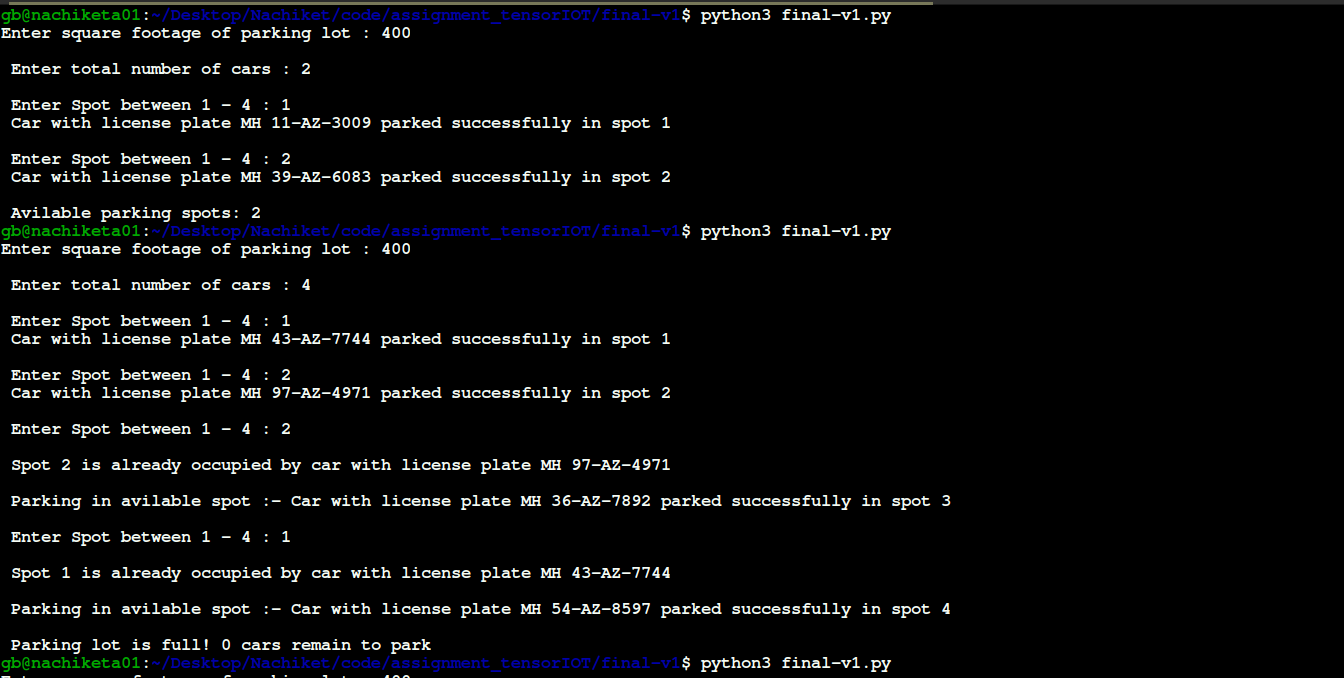 gb@nachiketa01:~/Desktop/Nachiket/code/assignment_tensorIOT/final-v1$ python3 final-v1.py
Enter square footage of parking lot : 400
Enter total number of cars : 2
Enter Spot between 1 - 4 : 1
Car with license plate MH 11-AZ-3009 parked successfully in spot 1
Enter Spot between 1 - 4 : 2
Car with license plate MH 39-AZ-6083 parked successfully in spot 2
Avilable parking spots: 2
gb@nachiketa01:~/Desktop/Nachiket/code/assignment_tensorIOT/final-v1$ python3 final-v1.py
Enter square footage of parking lot : 400
Enter total number of cars : 4
Enter Spot between 1 - 4 : 1
Car with license plate MH 43-AZ-7744 parked successfully in spot 1
Enter Spot between 1 - 4 : 2
Car with license plate MH 97-AZ-4971 parked successfully in spot 2
Enter Spot between 1 - 4 : 2
Spot 2 is already occupied by car with license plate MH 97-AZ-4971
Parking in avilable spot :- Car with license plate MH 36-AZ-7892 parked successfully in spot 3
Enter Spot between 1 - 4 : 1
Spot 1 is already occupied by car with license plate MH 43-AZ-7744
Parking in avilable spot :- Car with license plate MH 54-AZ-8597 parked successfully in spot 4
Parking lot is full! 0 cars remain to park
gb@nachiketa01:~/Desktop/Nachiket/code/assignment_tensorIOT/final-v1$ python3 final-v1.py